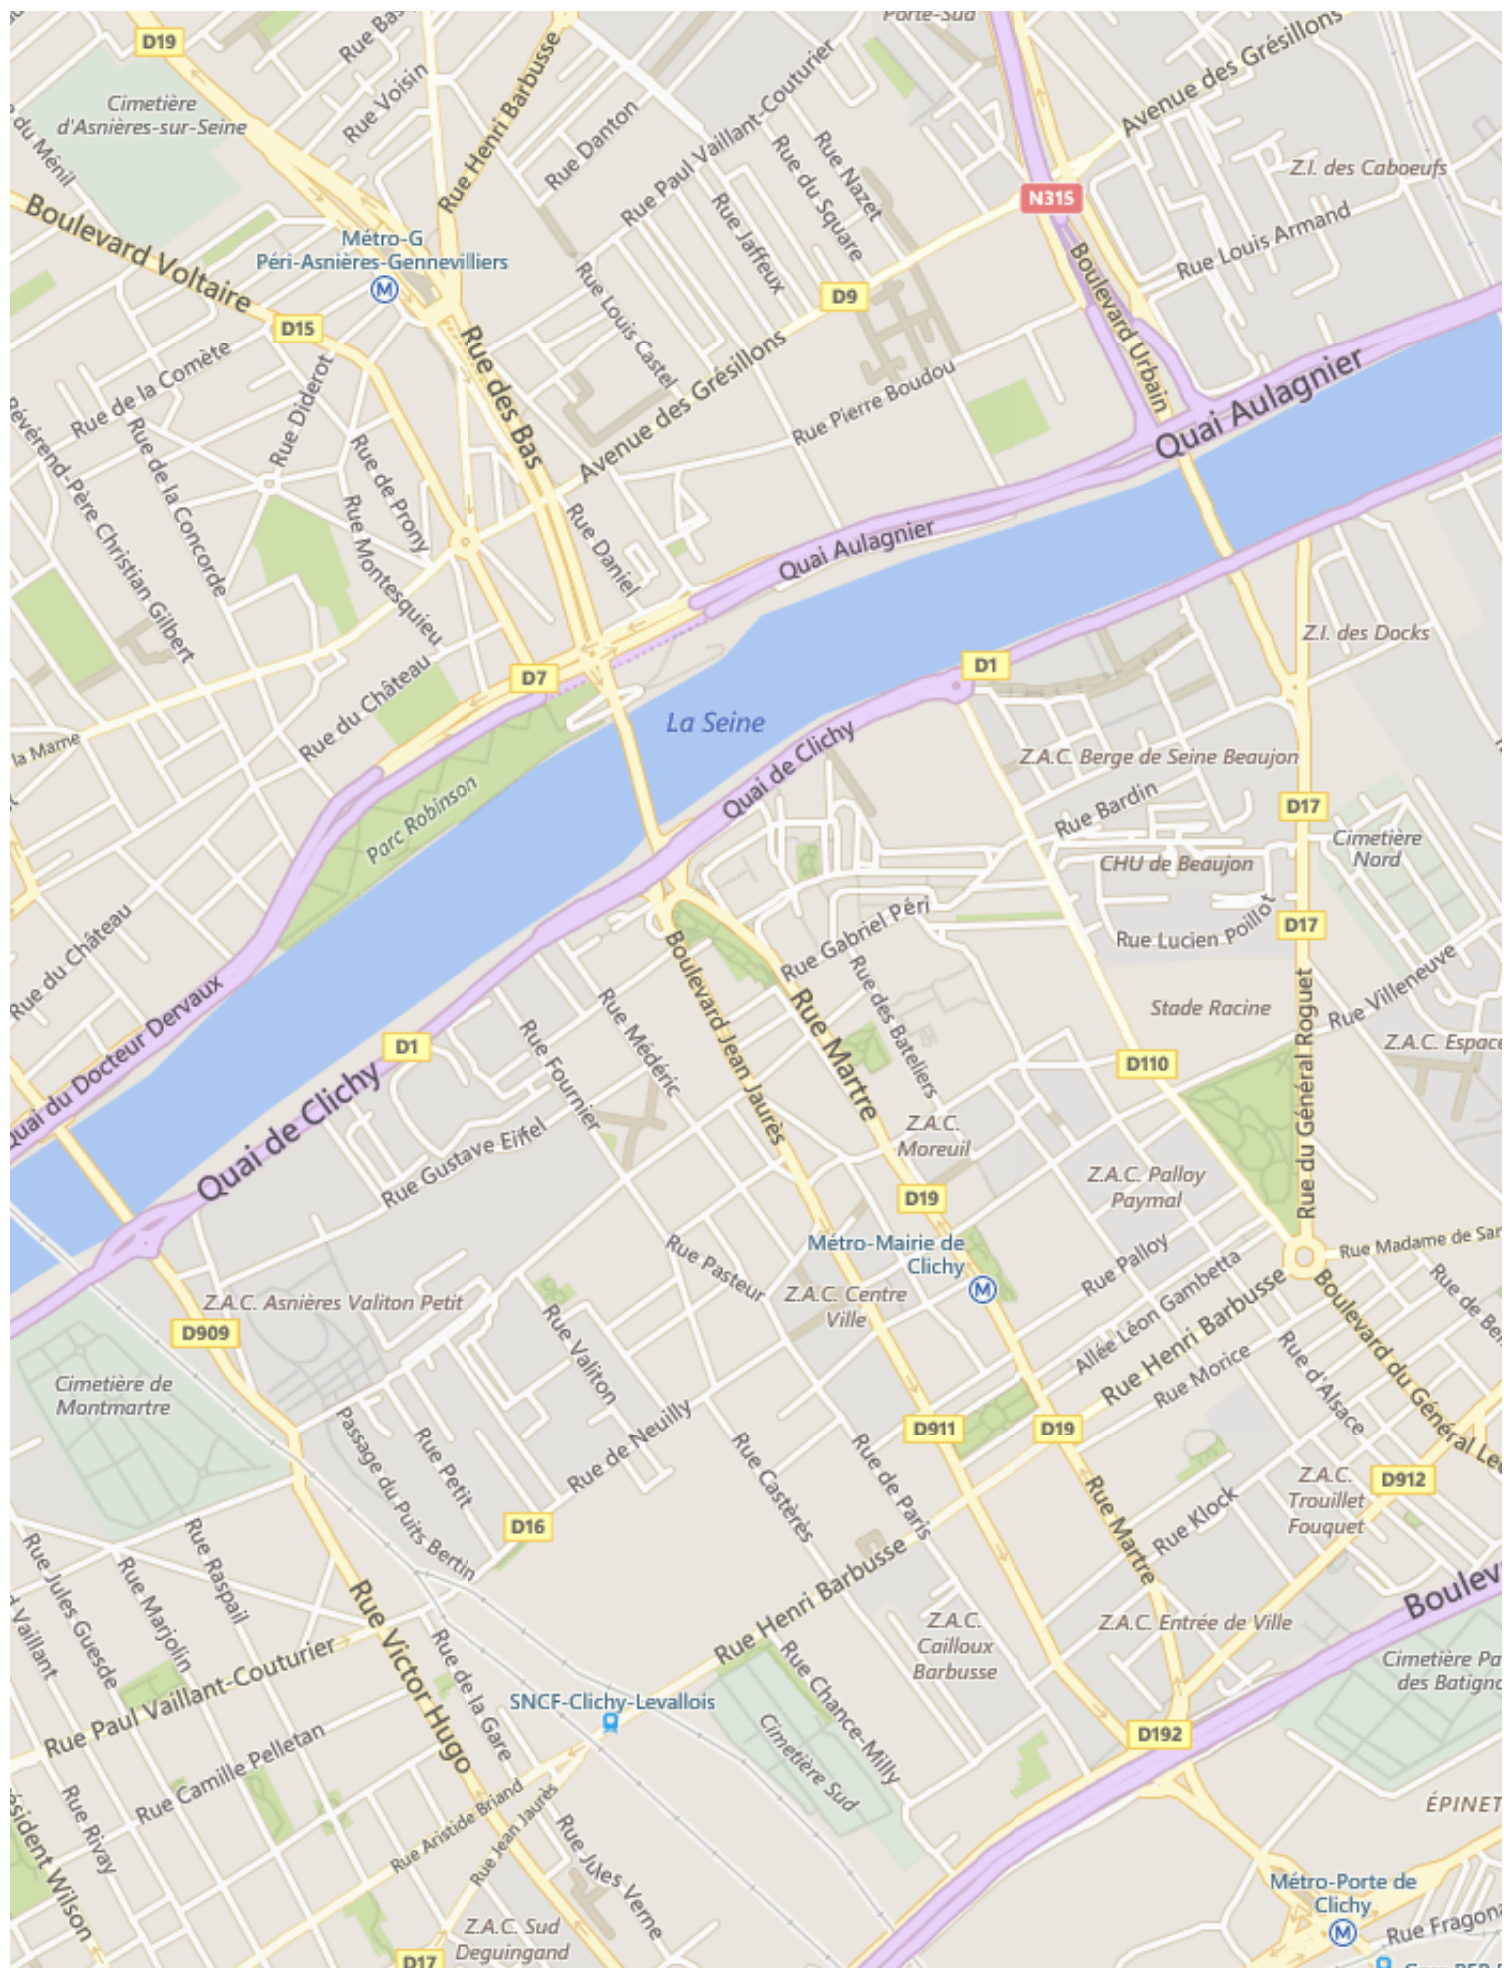 D19
Porte-Sud
Rue Voisin
Rue Henri Barbusse
Avenue des Grésillons
Cimetière
d'Asnières-sur-Seine
Rue Danton
Rue Paul Vaillant-Couturier
Rue Nazet
Rue du Square
Z.I. des Caboeufs
du Ménil
N315
Boulevard Voltaire
Métro-G
Péri-Asnières-Gennevilliers
Rue Jaffeux
Rue Louis Armand
Boulevard Urbain
D9
D15
Rue Louis Castel
Rue des Bas
Rue de la Comète
Rue Diderot
Avenue des Grésillons
Rue Pierre Boudou
Quai Aulagnier
Révérend-Père Christian Gilbert
Rue de la Concorde
Rue de Prony
Rue Montesquieu
Rue Daniel
Quai Aulagnier
Z.I. des Docks
D1
D7
Rue du Château
La Seine
la Marne
Quai de Clichy
Z.A.C. Berge de Seine Beaujon
Parc Robinson
Rue Bardin
D17
Cimetière
Nord
CHU de Beaujon
Rue du Château
Rue Gabriel Péri
Rue Lucien Poillot
D17
Boulevard Jean Jaurès
Rue des Bateliers
Rue Villeneuve
Rue Médéric
Rue Martre
Stade Racine
Rue du Général Roguet
Quai du Docteur Dervaux
D1
Rue Fournier
Z.A.C. Espace
D110
Quai de Clichy
Z.A.C.
Moreuil
Rue Gustave Eiffel
Z.A.C. Palloy
Paymal
D19
Métro-Mairie de
Clichy
Rue Pasteur
Rue Palloy
Rue Madame de San
Z.A.C. Asnières Valiton Petit
Z.A.C. Centre
Ville
Allée Léon Gambetta
Rue Henri Barbusse
Boulevard du Général Lec
D909
Rue Valiton
Rue Morice
Rue d'Alsace
Cimetière de
Montmartre
Passage du Puits Bertin
Rue Petit
Rue de Neuilly
D911
D19
Rue Castérès
Rue de Paris
Rue Martre
Z.A.C.
Trouillet
Fouquet
D912
D16
Rue Klock
Rue Jules Guesde
Rue Marjolin
Rue Raspail
Rue Henri Barbusse
Vaillant
Rue Victor Hugo
Rue de la Gare
Z.A.C.
Cailloux
Barbusse
Z.A.C. Entrée de Ville
Boulev
Rue Paul Vaillant-Couturier
SNCF-Clichy-Levallois
Rue Chance-Milly
Cimetière Pa
des Batigno
Cimetière Sud
D192
Rue Camille Pelletan
Rue Rivay
Rue Aristide Briand
Rue Jean Jaurès
Rue Jules Verne
ÉPINET
ésident Wilson
Métro-Porte de
Clichy
Rue Fragona
Z.A.C. Sud
Deguingand
D17